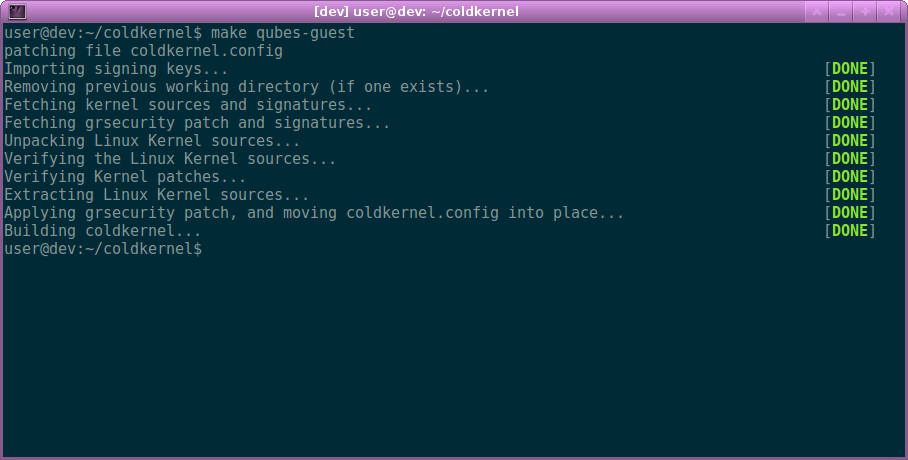 [dev] user@dev: ~/coldkernel
user@dev:~/coldkernel$ make qubes-guest
patching file coldkernel.config
Importing signing keys... [DONE]
Removing previous working directory (if one exists)... [DONE]
Fetching kernel sources and signatures... [DONE]
Fetching grsecurity patch and signatures... [DONE]
Unpacking Linux Kernel sources... [DONE]
Verifying the Linux Kernel sources... [DONE]
Verifying Kernel patches... [DONE]
Extracting Linux Kernel sources... [DONE]
Applying grsecurity patch, and moving coldkernel.config into place... [DONE]
Building coldkernel... [DONE]
user@dev:~/coldkernel$